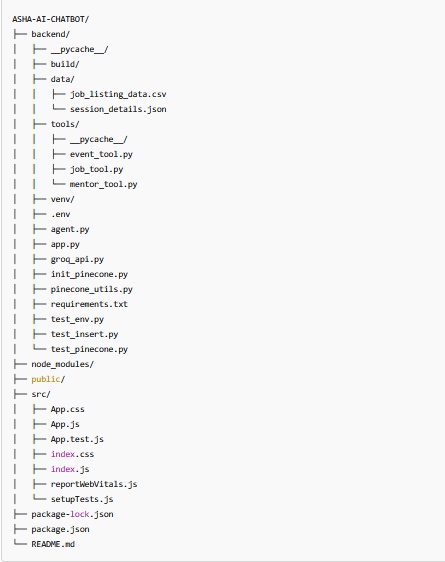 ASHA-AI-CHATBOT/
├── backend/
│   ├── __pycache__/
│   ├── build/
│   ├── data/
│   │   ├── job_listing_data.csv
│   │   └── session_details.json
│   ├── tools/
│   │   ├── __pycache__/
│   │   ├── event_tool.py
│   │   ├── job_tool.py
│   │   └── mentor_tool.py
│   ├── venv/
│   ├── .env
│   ├── agent.py
│   ├── app.py
│   ├── groq_api.py
│   ├── init_pinecone.py
│   ├── pinecone_utils.py
│   ├── requirements.txt
│   ├── test_env.py
│   ├── test_insert.py
│   └── test_pinecone.py
├── node_modules/
├── public/
├── src/
│   ├── App.css
│   ├── App.js
│   ├── App.test.js
│   ├── index.css
│   ├── index.js
│   ├── reportWebVitals.js
│   └── setupTests.js
├── package-lock.json
├── package.json
└── README.md